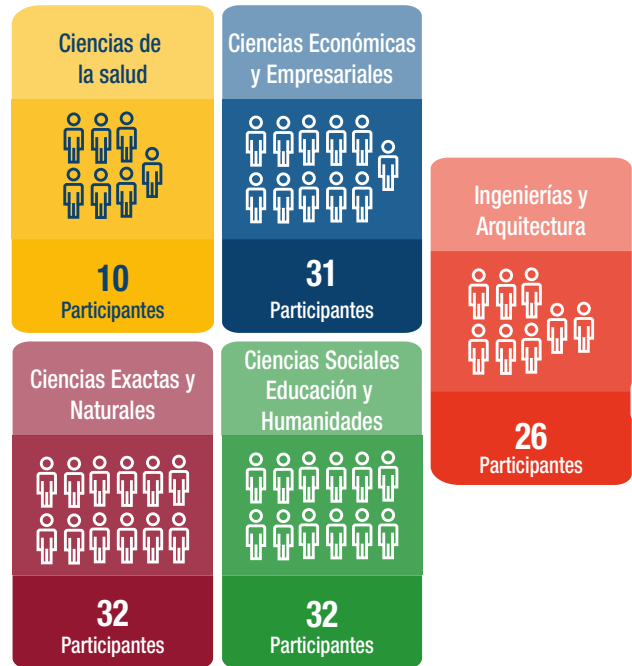 Ciencias de
la salud
10
Participantes
Ciencias Económicas
y Empresariales
31
Participantes
Ingenierías y
Arquitectura
26
Participantes
Ciencias Exactas y
Naturales
32
Participantes
Ciencias Sociales
Educación y
Humanidades
32
Participantes